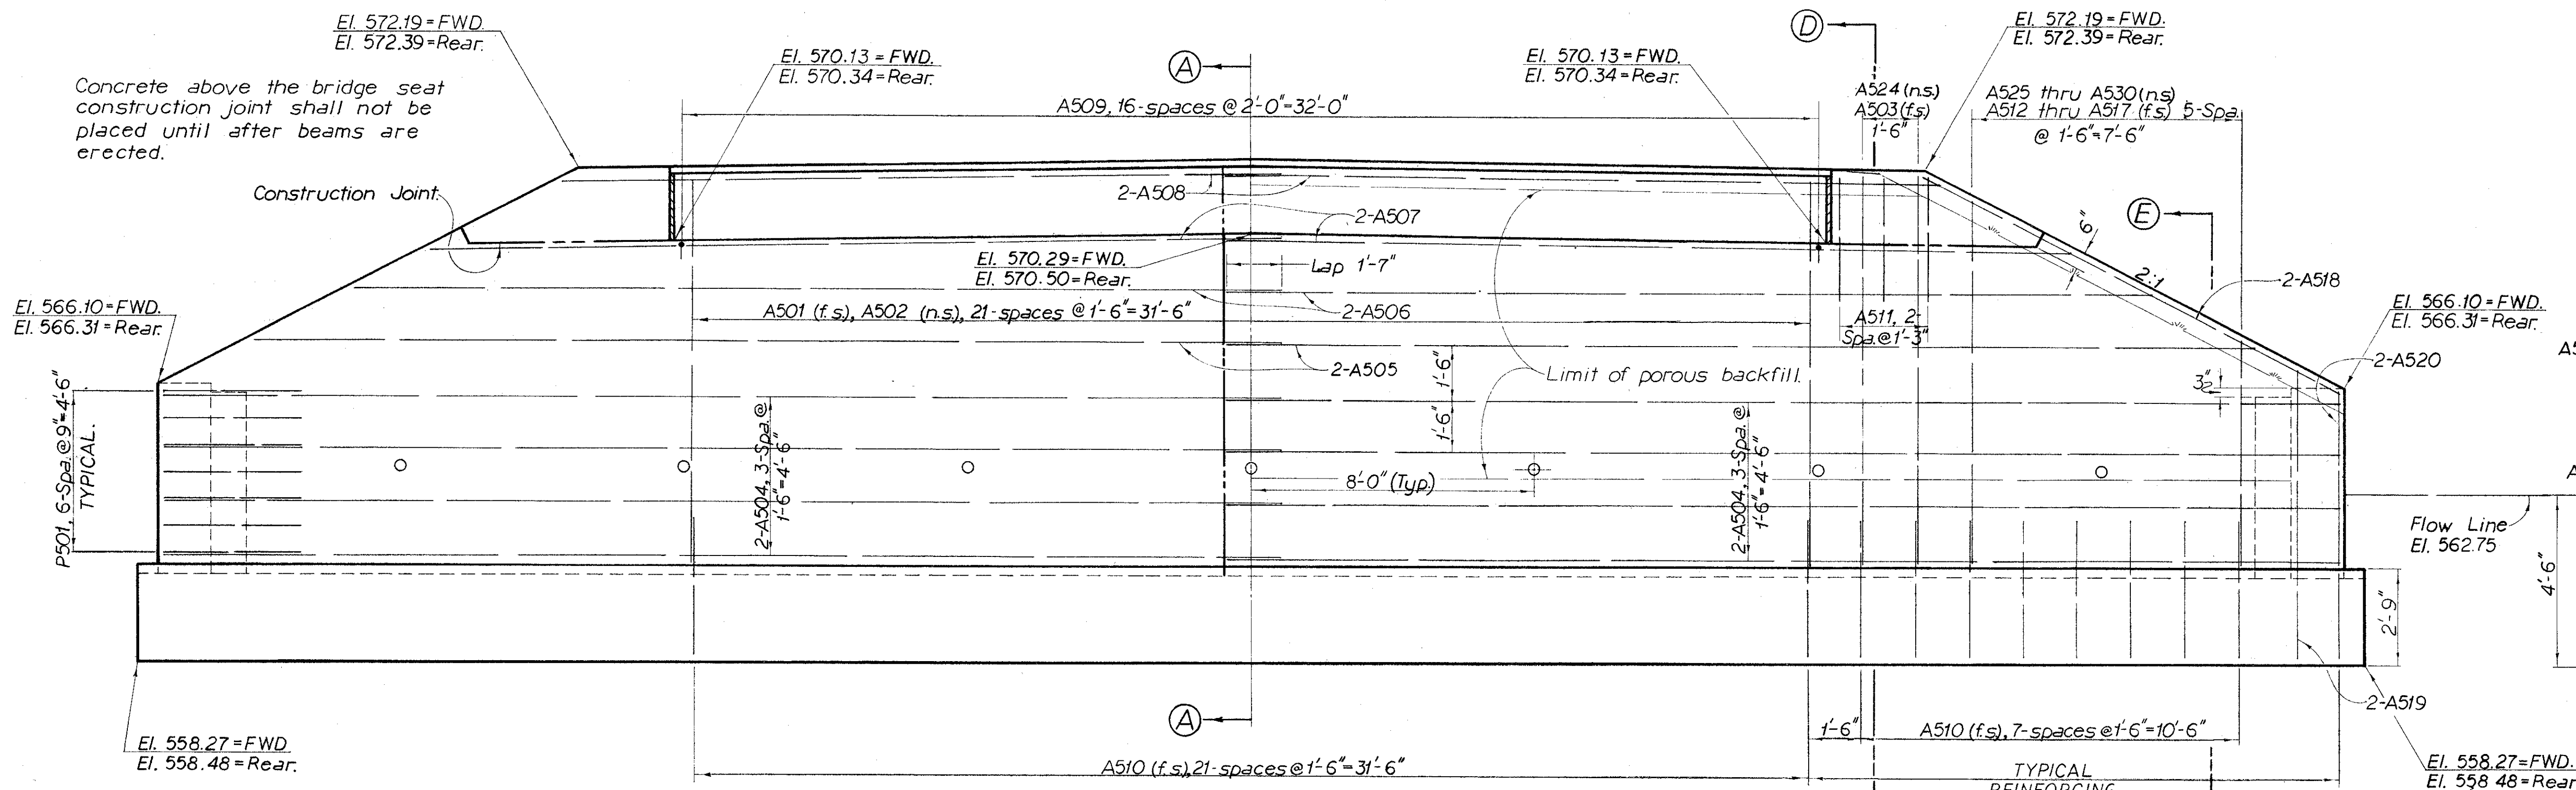 El. 572.19=FWD.
El. 572.39=Rear.
Concrete above the bridge seat
construction joint shall not be
placed until after beams are
erected.
El. 570.13=FWD.
El. 570.34=Rear.
A
A509, 16-spaces @ 2'-0"=32'-0"
El. 570.13=FWD.
El. 570.34=Rear.
D
El. 572.19=FWD.
El. 572.39=Rear.
A524 (n.s.)
A503 (f.s.)
1'-6"
A525 thru A530 (n.s.)
A512 thru A517 (f.s.) 5-Spa.
@ 1'-6"=7'-6"
Construction Joint.
2-A508
2-A507
E
6"
2:1
2-A518
El. 570.29=FWD.
El. 570.50=Rear.
Lap 1'-7"
2-A506
El. 566.10=FWD.
El. 566.31=Rear.
A501 (f.s.), A502 (n.s.), 21-spaces @ 1'-6"=31'-6"
A511, 2-
Spa.@1'-3"
El. 566.10=FWD.
El. 566.31=Rear.
2-A505
1'-6"
1'-6"
Limit of porous backfill.
2-A520
3"
P501, 6-Spa.@9"=4'-6"
TYPICAL.
2-A504, 3-Spa.@
1'-6"=4'-6"
8'-0" (Typ.)
2-A504, 3-Spa.@
1'-6"=4'-6"
Flow Line
El. 562.75
4'-6"
2'-9"
2-A519
A
El. 558.27=FWD
El. 558.48=Rear.
1'-6"
A510 (f.s), 7-spaces @1'-6"=10'-6"
A510 (f.s), 21-spaces @ 1'-6"=31'-6"
TYPICAL
REINFORCING
El. 558.27=FWD.
El. 558 48=Rear